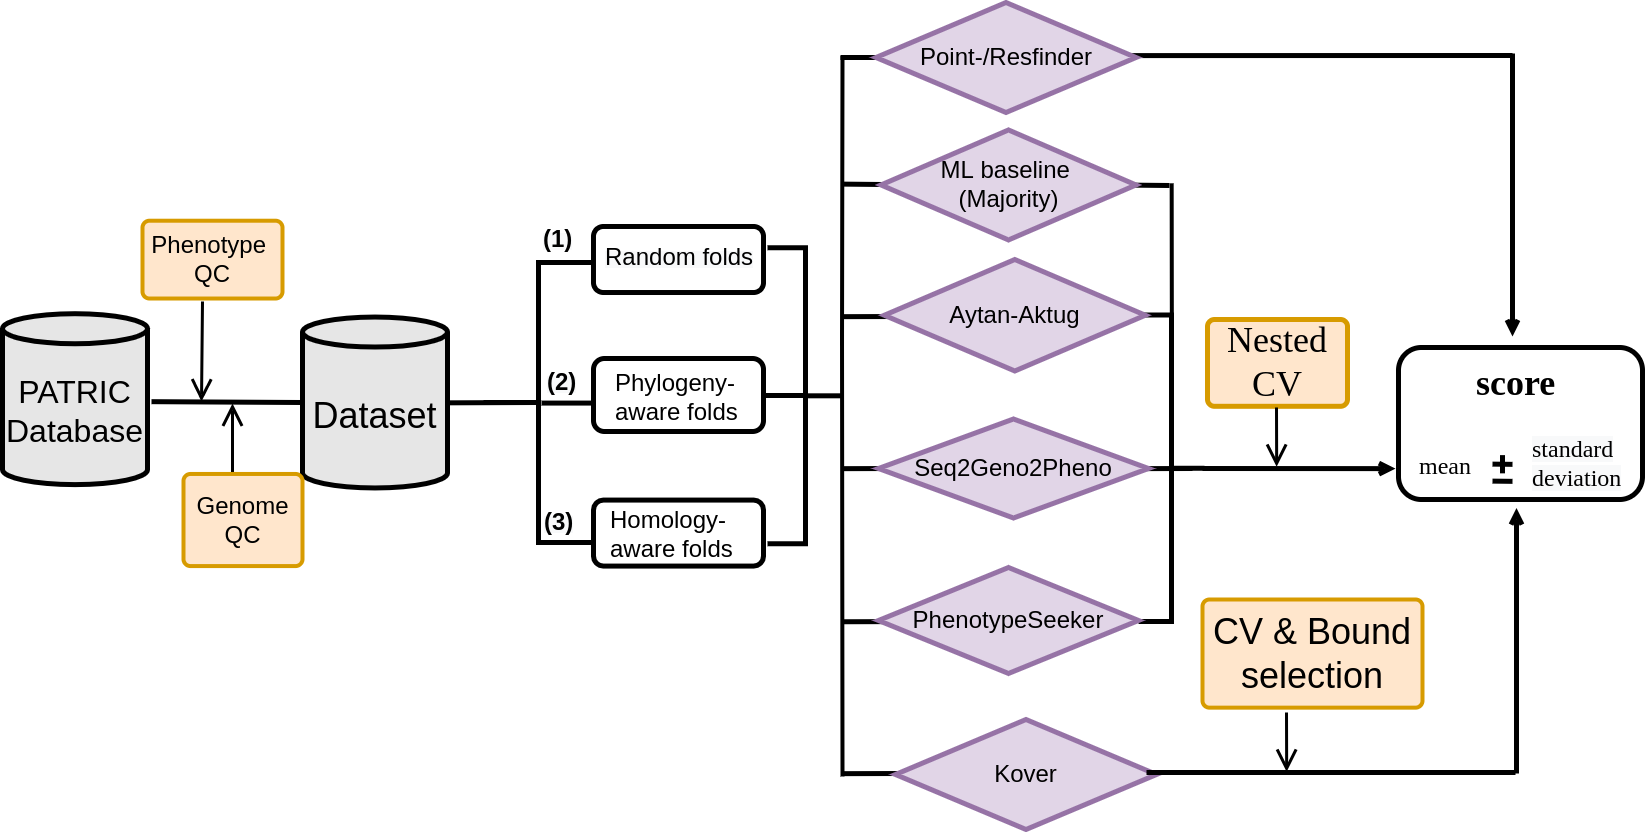 Phenotype
QC
PATRIC
Database
Genome
QC
Dataset
(1)
Random folds
(2)
Phylogeny-
aware folds
(3)
Homology-
aware folds
Point-/Resfinder
ML baseline
(Majority)
Aytan-Aktug
Seq2Geno2Pheno
PhenotypeSeeker
Kover
Nested
CV
CV & Bound
selection
score
mean
±
standard
deviation